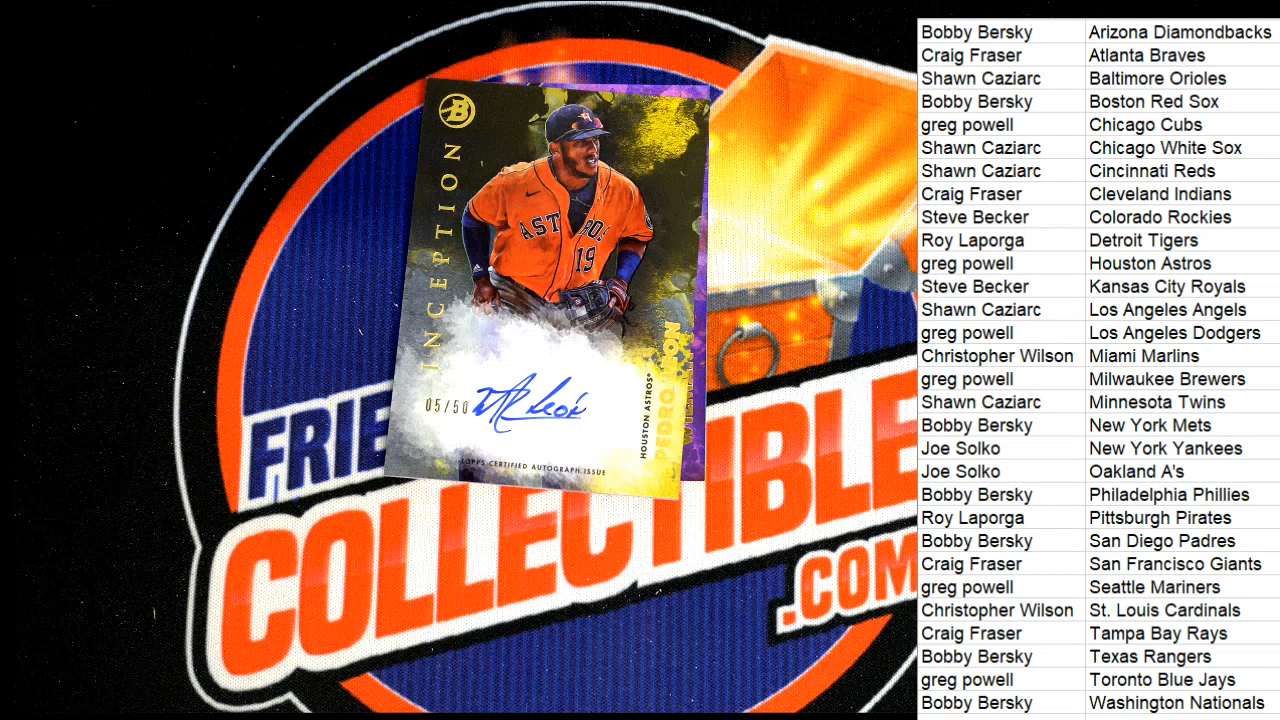 INCEPTION
ASTROS
19
05/50
HOUSTON ASTROS®
PEDRO LEON
TOPPS CERTIFIED AUTOGRAPH ISSUE
FRIE
COLLECTIBLE
.COM
Bobby Bersky Arizona Diamondbacks
Craig Fraser Atlanta Braves
Shawn Caziarc Baltimore Orioles
Bobby Bersky Boston Red Sox
greg powell Chicago Cubs
Shawn Caziarc Chicago White Sox
Shawn Caziarc Cincinnati Reds
Craig Fraser Cleveland Indians
Steve Becker Colorado Rockies
Roy Laporga Detroit Tigers
greg powell Houston Astros
Steve Becker Kansas City Royals
Shawn Caziarc Los Angeles Angels
greg powell Los Angeles Dodgers
Christopher Wilson Miami Marlins
greg powell Milwaukee Brewers
Shawn Caziarc Minnesota Twins
Bobby Bersky New York Mets
Joe Solko New York Yankees
Joe Solko Oakland A's
Bobby Bersky Philadelphia Phillies
Roy Laporga Pittsburgh Pirates
Bobby Bersky San Diego Padres
Craig Fraser San Francisco Giants
greg powell Seattle Mariners
Christopher Wilson St. Louis Cardinals
Craig Fraser Tampa Bay Rays
Bobby Bersky Texas Rangers
greg powell Toronto Blue Jays
Bobby Bersky Washington Nationals